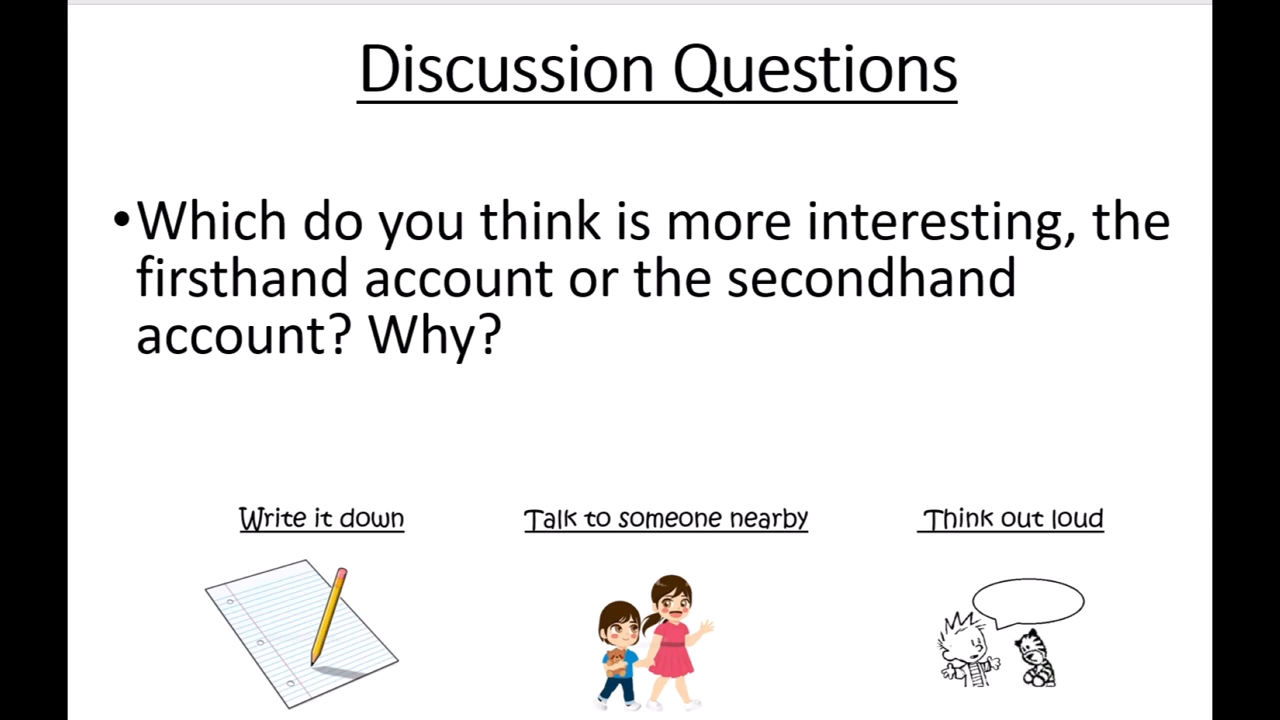 Discussion Questions
•Which do you think is more interesting, the
firsthand account or the secondhand
account? Why?
Write it down
Talk to someone nearby
Think out loud